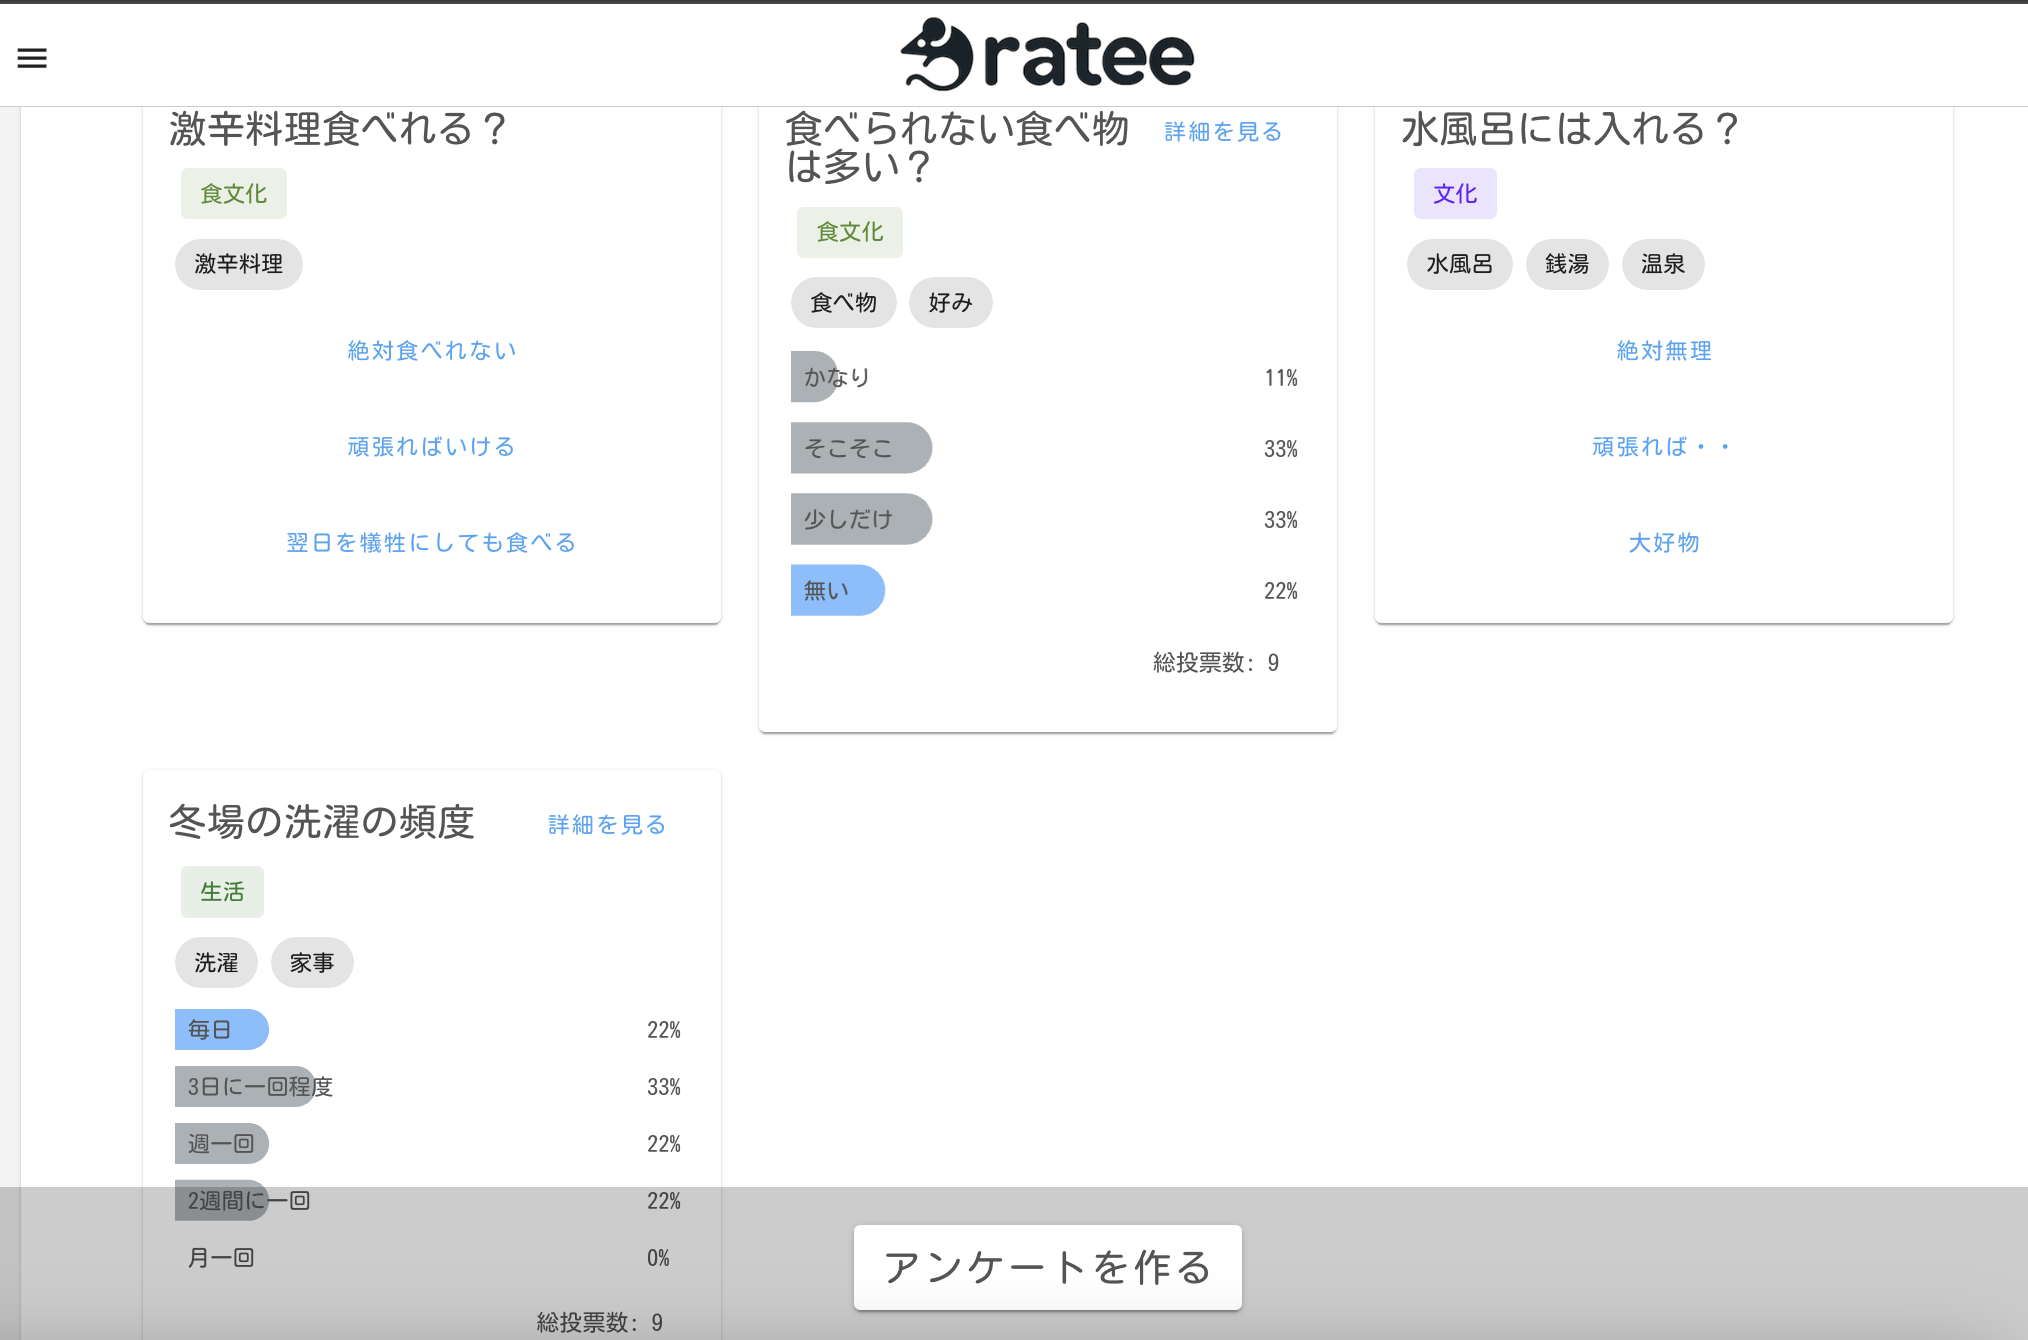 ratee
激辛料理食べれる？
食文化
激辛料理
絶対食べれない
頑張ればいける
翌日を犠牲にしても食べる
食べられない食べ物
は多い？
詳細を見る
食文化
食べ物 好み
かなり 11%
そこそこ 33%
少しだけ 33%
無い 22%
総投票数: 9
水風呂には入れる？
文化
水風呂 銭湯 温泉
絶対無理
頑張れば・・
大好物
冬場の洗濯の頻度 詳細を見る
生活
洗濯 家事
毎日 22%
3日に一回程度 33%
週一回 22%
2週間に一回 22%
月一回 0%
総投票数: 9
アンケートを作る